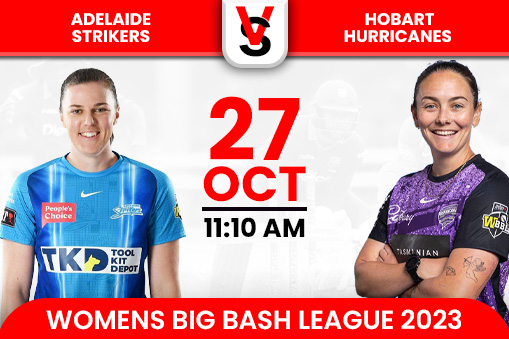 ADELAIDE
STRIKERS
VS
HOBART
HURRICANES
27
OCT
11:10 AM
People's
Choice
TKD TOOL
KIT
DEPOT
TASMANIAN
WOMENS BIG BASH LEAGUE 2023